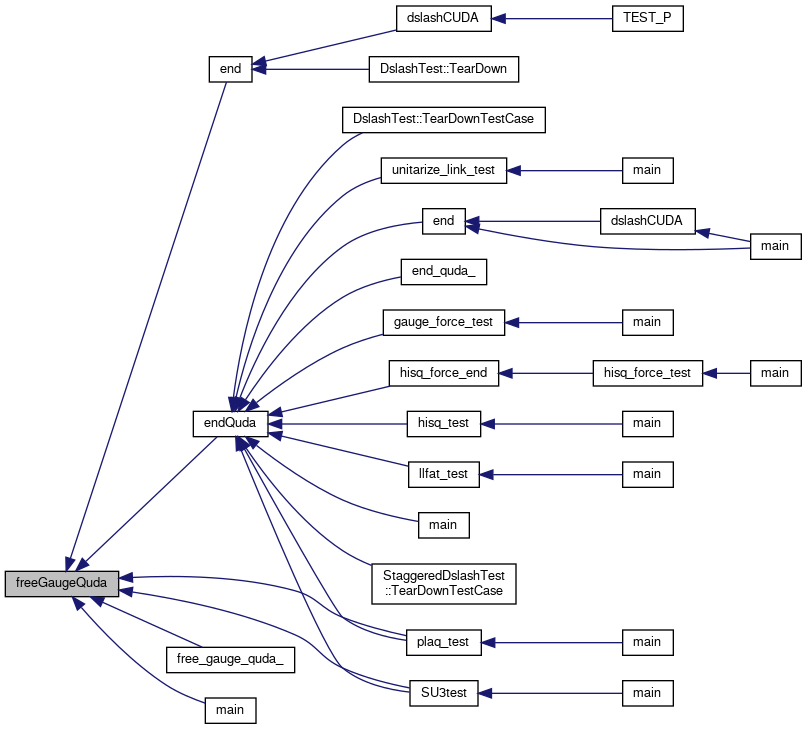 dslashCUDA
TEST_P
end
DslashTest::TearDown
DslashTest::TearDownTestCase
unitarize_link_test
main
end
dslashCUDA
main
end_quda_
gauge_force_test
main
hisq_force_end
hisq_force_test
main
endQuda
hisq_test
main
llfat_test
main
main
freeGaugeQuda
StaggeredDslashTest
::TearDownTestCase
plaq_test
main
free_gauge_quda_
SU3test
main
main